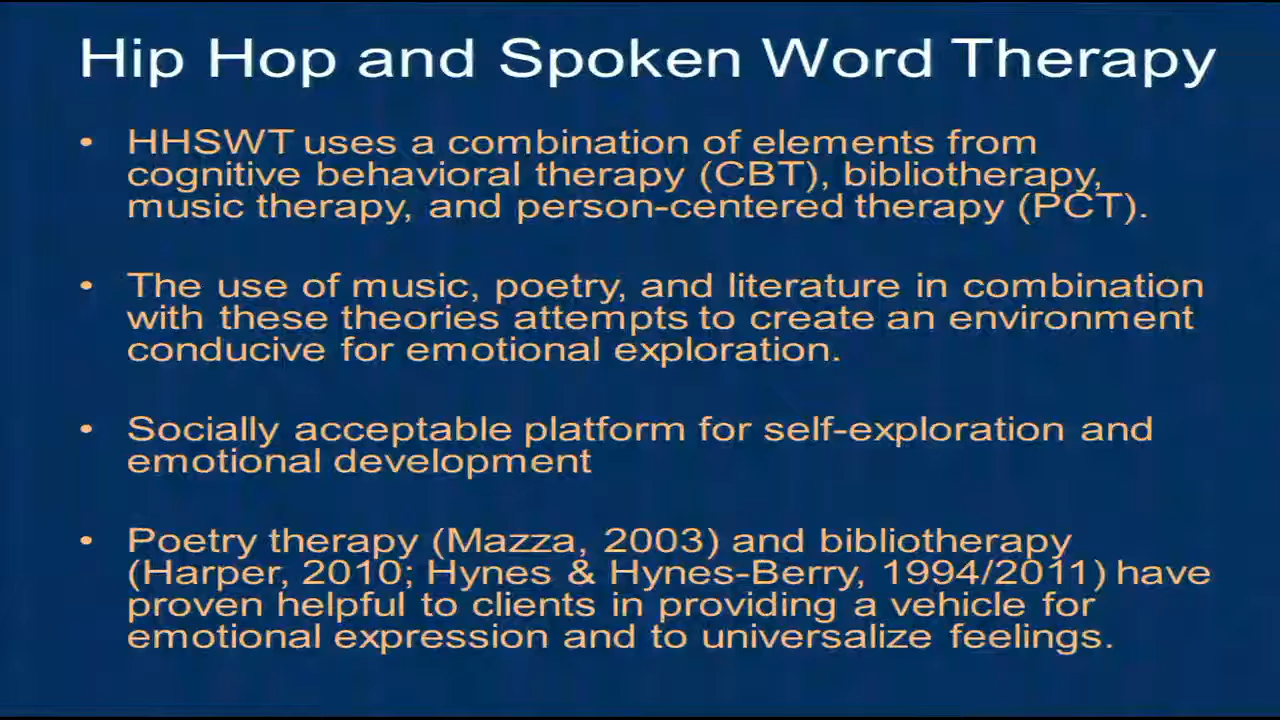 Hip Hop and Spoken Word Therapy
• HHSWT uses a combination of elements from
cognitive behavioral therapy (CBT), bibliotherapy,
music therapy, and person-centered therapy (PCT).
• The use of music, poetry, and literature in combination
with these theories attempts to create an environment
conducive for emotional exploration.
• Socially acceptable platform for self-exploration and
emotional development
• Poetry therapy (Mazza, 2003) and bibliotherapy
(Harper, 2010; Hynes & Hynes-Berry, 1994/2011) have
proven helpful to clients in providing a vehicle for
emotional expression and to universalize feelings.